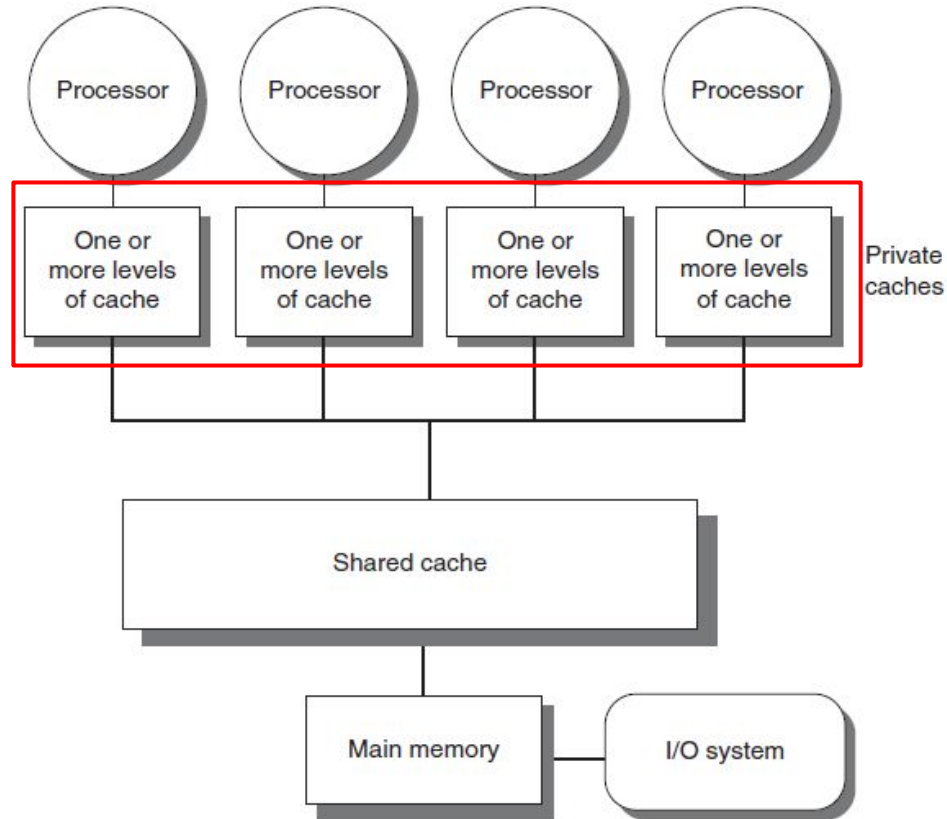 Processor
Processor
Processor
Processor
One or
more levels
of cache
One or
more levels
of cache
One or
more levels
of cache
One or
more levels
of cache
Private
caches
Shared cache
Main memory
I/O system